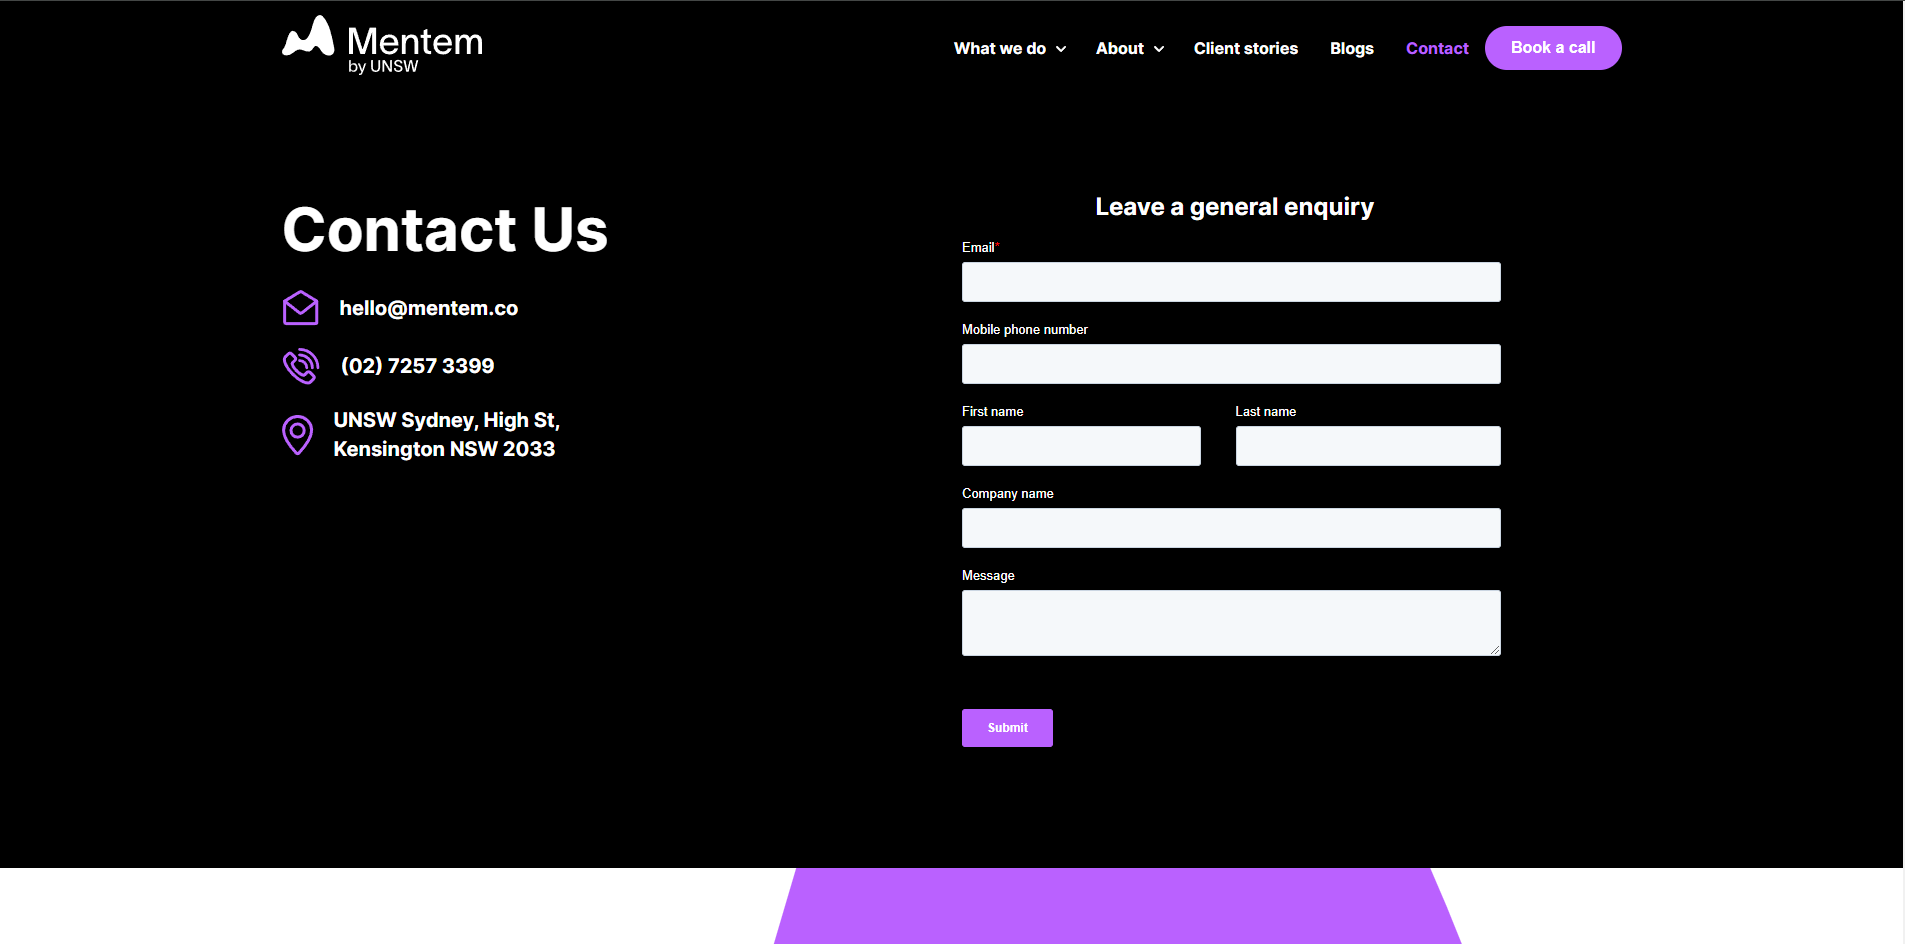 Mentem
by UNSW
What we do
About
Client stories
Blogs
Contact
Book a call
Contact Us
hello@mentem.co
(02) 7257 3399
UNSW Sydney, High St,
Kensington NSW 2033
Leave a general enquiry
Email*
Mobile phone number
First name
Last name
Company name
Message
Submit